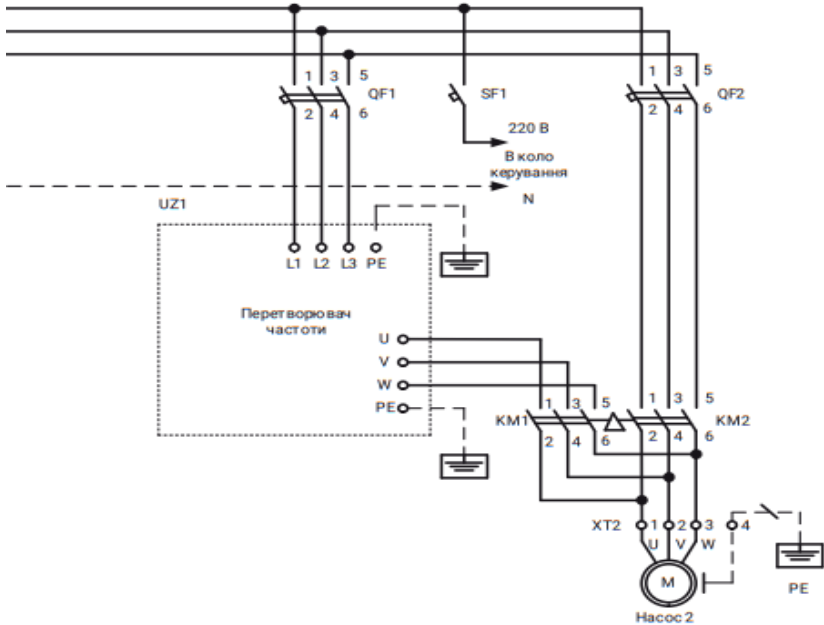 1 3 5
QF1
2 4 6
SF1
1 3 5
QF2
2 4 6
220 В
В коло
керування
N
UZ1
L1 L2 L3 PE
Перетворювач
частоти
U
V
W
PE
1 3 5
KM1
2 4 6
1 3 5
KM2
2 4 6
XT2 1 2 3 4
U V W
M
PE
Насос 2